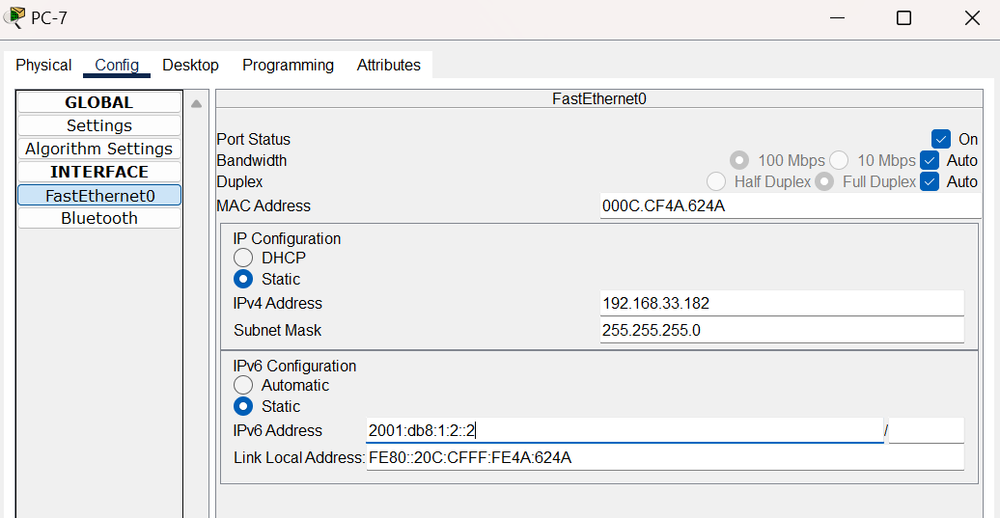 PC-7
Physical Config Desktop Programming Attributes
GLOBAL
Settings
Algorithm Settings
INTERFACE
FastEthernet0
Bluetooth
FastEthernet0
Port Status On
Bandwidth 100 Mbps 10 Mbps Auto
Duplex Half Duplex Full Duplex Auto
MAC Address 000C.CF4A.624A
IP Configuration
DHCP
Static
IPv4 Address 192.168.33.182
Subnet Mask 255.255.255.0
IPv6 Configuration
Automatic
Static
IPv6 Address 2001:db8:1:2::2 /
Link Local Address: FE80::20C:CFFF:FE4A:624A